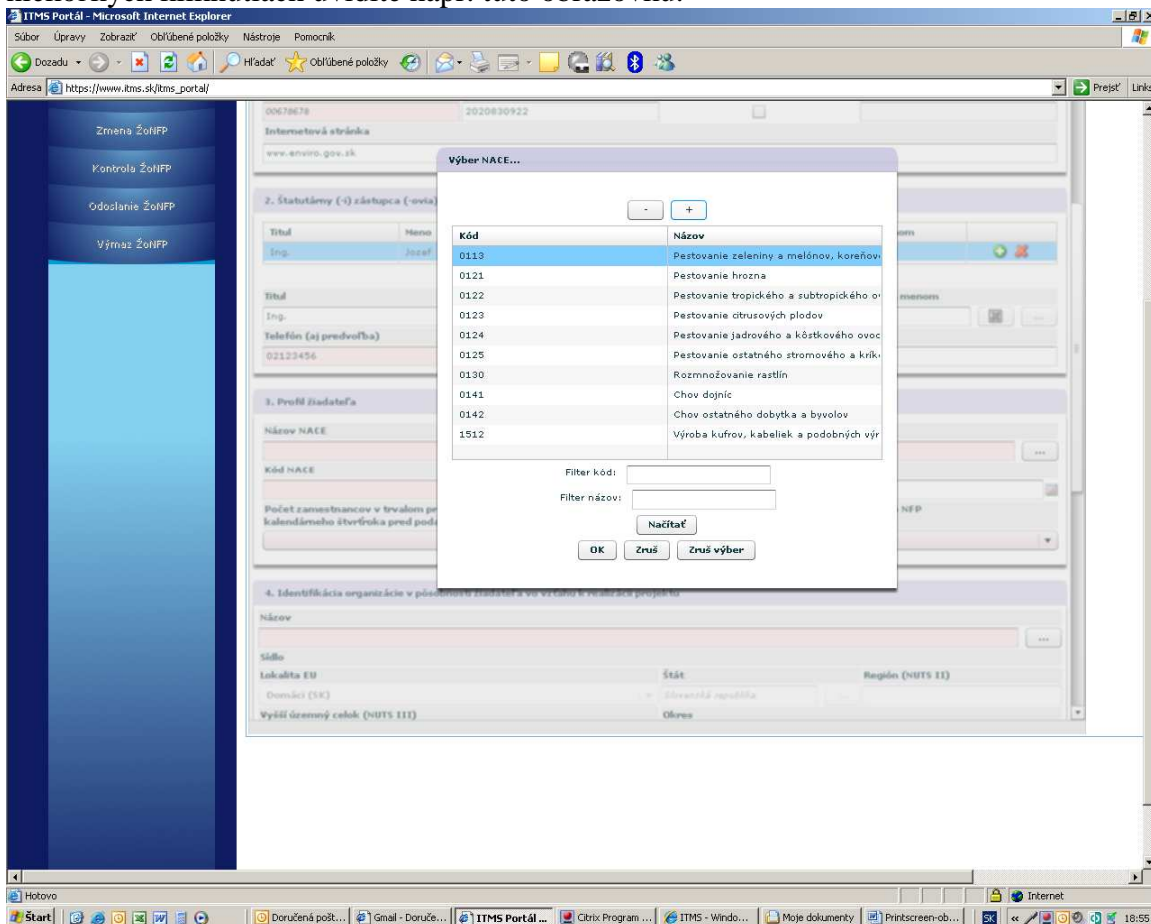 ITMS Portál - Microsoft Internet Explorer
Súbor Úpravy Zobraziť Obľúbené položky Nástroje Pomocník
Dozadu Hľadať Obľúbené položky
Adresa https://www.itms.sk/itms_portal/ Prejsť Links
Zmena ŽoNFP
Kontrola ŽoNFP
Odoslanie ŽoNFP
Výmaz ŽoNFP
00678678 2020830922
Internetová stránka
www.enviro.gov.sk
2. Štatutárny (-i) zástupca (-ovia)
Titul Meno
Ing. Jozef
Titul menom
Ing.
Telefón (aj predvoľba)
02123456
3. Profil žiadateľa
Názov NACE
Kód NACE
Počet zamestnancov v trvalom NFP
kalendárneho štvrťroka pred
Výber NACE...
- +
Kód Názov
0113 Pestovanie zeleniny a melónov, koreňov
0121 Pestovanie hrozna
0122 Pestovanie tropického a subtropického
0123 Pestovanie citrusových plodov
0124 Pestovanie jadrového a kôstkového ovoc
0125 Pestovanie ostatného stromového a krík
0130 Rozmnožovanie rastlín
0141 Chov dojníc
0142 Chov ostatného dobytka a byvolov
1512 Výroba kufrov, kabeliek a podobných výr
Filter kód:
Filter názov:
Načítať
OK Zruš Zruš výber
4. Identifikácia organizácie v pôsobnosti žiadateľa vo vzťahu k realizácii projektu
Názov
Sídlo
Lokalita EU Štát Región (NUTS II)
Domáci (SK) Slovenská republika
Vyšší územný celok (NUTS III) Okres
Hotovo Internet
Štart Doručená pošt... Gmail - Doruče... ITMS Portál ... Citrix Program ... ITMS - Windo... Moje dokumenty Printscreen-ob... SK 18:55